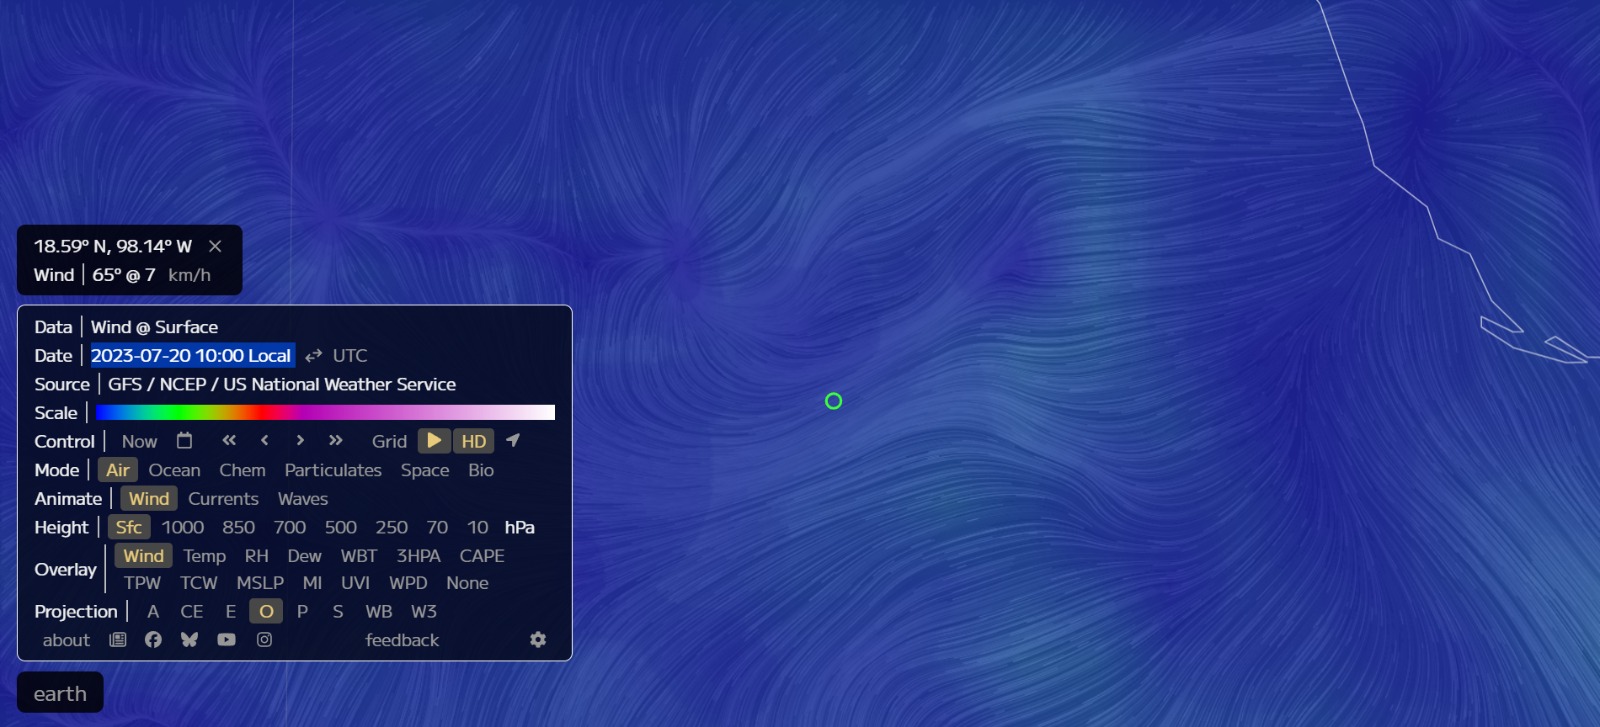 18.59° N, 98.14° W ×
Wind | 65° @ 7 km/h
Data | Wind @ Surface
Date | 2023-07-20 10:00 Local ⇄ UTC
Source | GFS / NCEP / US National Weather Service
Scale |
Control | Now « ‹ › » Grid HD
Mode | Air Ocean Chem Particulates Space Bio
Animate | Wind Currents Waves
Height | Sfc 1000 850 700 500 250 70 10 hPa
Overlay | Wind Temp RH Dew WBT 3HPA CAPE
TPW TCW MSLP MI UVI WPD None
Projection | A CE E O P S WB W3
about feedback
earth